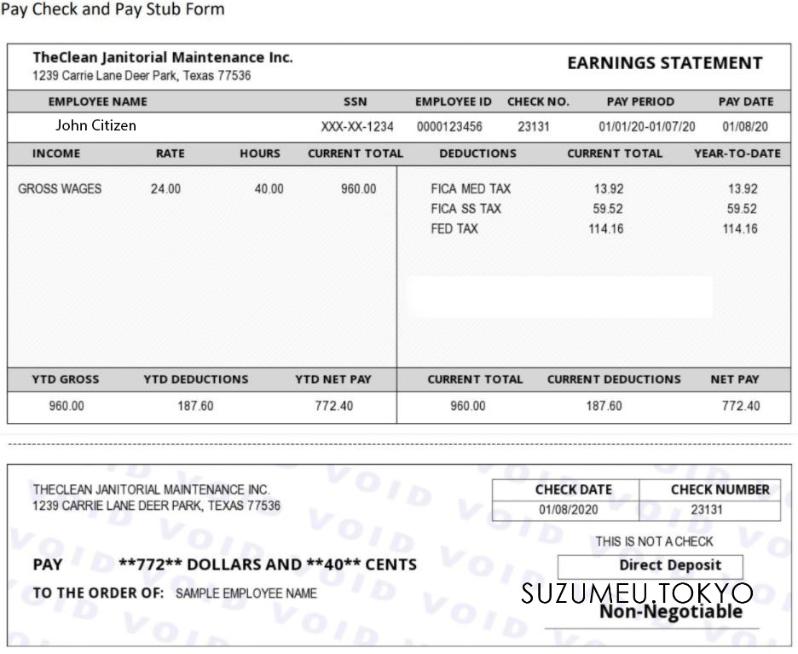 Pay Check and Pay Stub Form
TheClean Janitorial Maintenance Inc.
1239 Carrie Lane Deer Park, Texas 77536
EARNINGS STATEMENT
EMPLOYEE NAME SSN EMPLOYEE ID CHECK NO. PAY PERIOD PAY DATE
John Citizen XXX-XX-1234 0000123456 23131 01/01/20-01/07/20 01/08/20
INCOME RATE HOURS CURRENT TOTAL DEDUCTIONS CURRENT TOTAL YEAR-TO-DATE
GROSS WAGES 24.00 40.00 960.00 FICA MED TAX 13.92 13.92
FICA SS TAX 59.52 59.52
FED TAX 114.16 114.16
YTD GROSS YTD DEDUCTIONS YTD NET PAY CURRENT TOTAL CURRENT DEDUCTIONS NET PAY
960.00 187.60 772.40 960.00 187.60 772.40
THECLEAN JANITORIAL MAINTENANCE INC.
1239 CARRIE LANE DEER PARK, TEXAS 77536
CHECK DATE CHECK NUMBER
01/08/2020 23131
THIS IS NOT A CHECK
PAY **772** DOLLARS AND **40** CENTS
Direct Deposit
TO THE ORDER OF: SAMPLE EMPLOYEE NAME
SUZUMEU.TOKYO
Non-Negotiable
VOID VOID VOID VOID